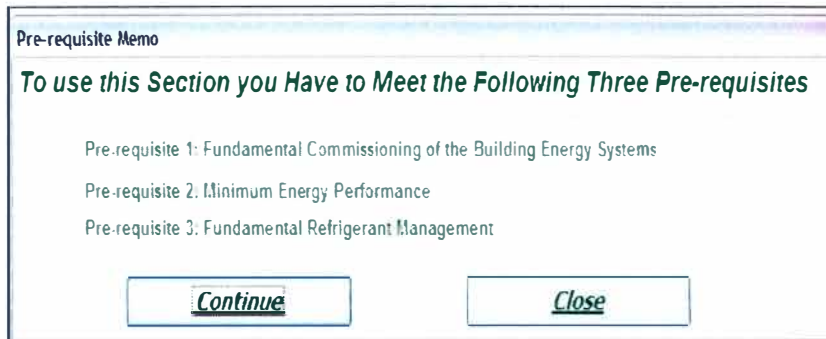 Pre-requisite Memo
To use this Section you Have to Meet the Following Three Pre-requisites
Pre-requisite 1: Fundamental Commissioning of the Building Energy Systems
Pre-requisite 2: Minimum Energy Performance
Pre-requisite 3: Fundamental Refrigerant Management
Continue Close